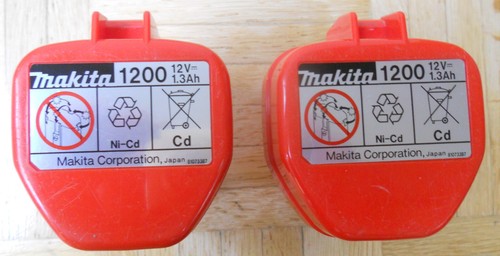 makita 1200 12V 1.3Ah
Ni-Cd Cd
Makita Corporation, Japan
makita 1200 12V 1.3Ah
Ni-Cd Cd
Makita Corporation, Japan